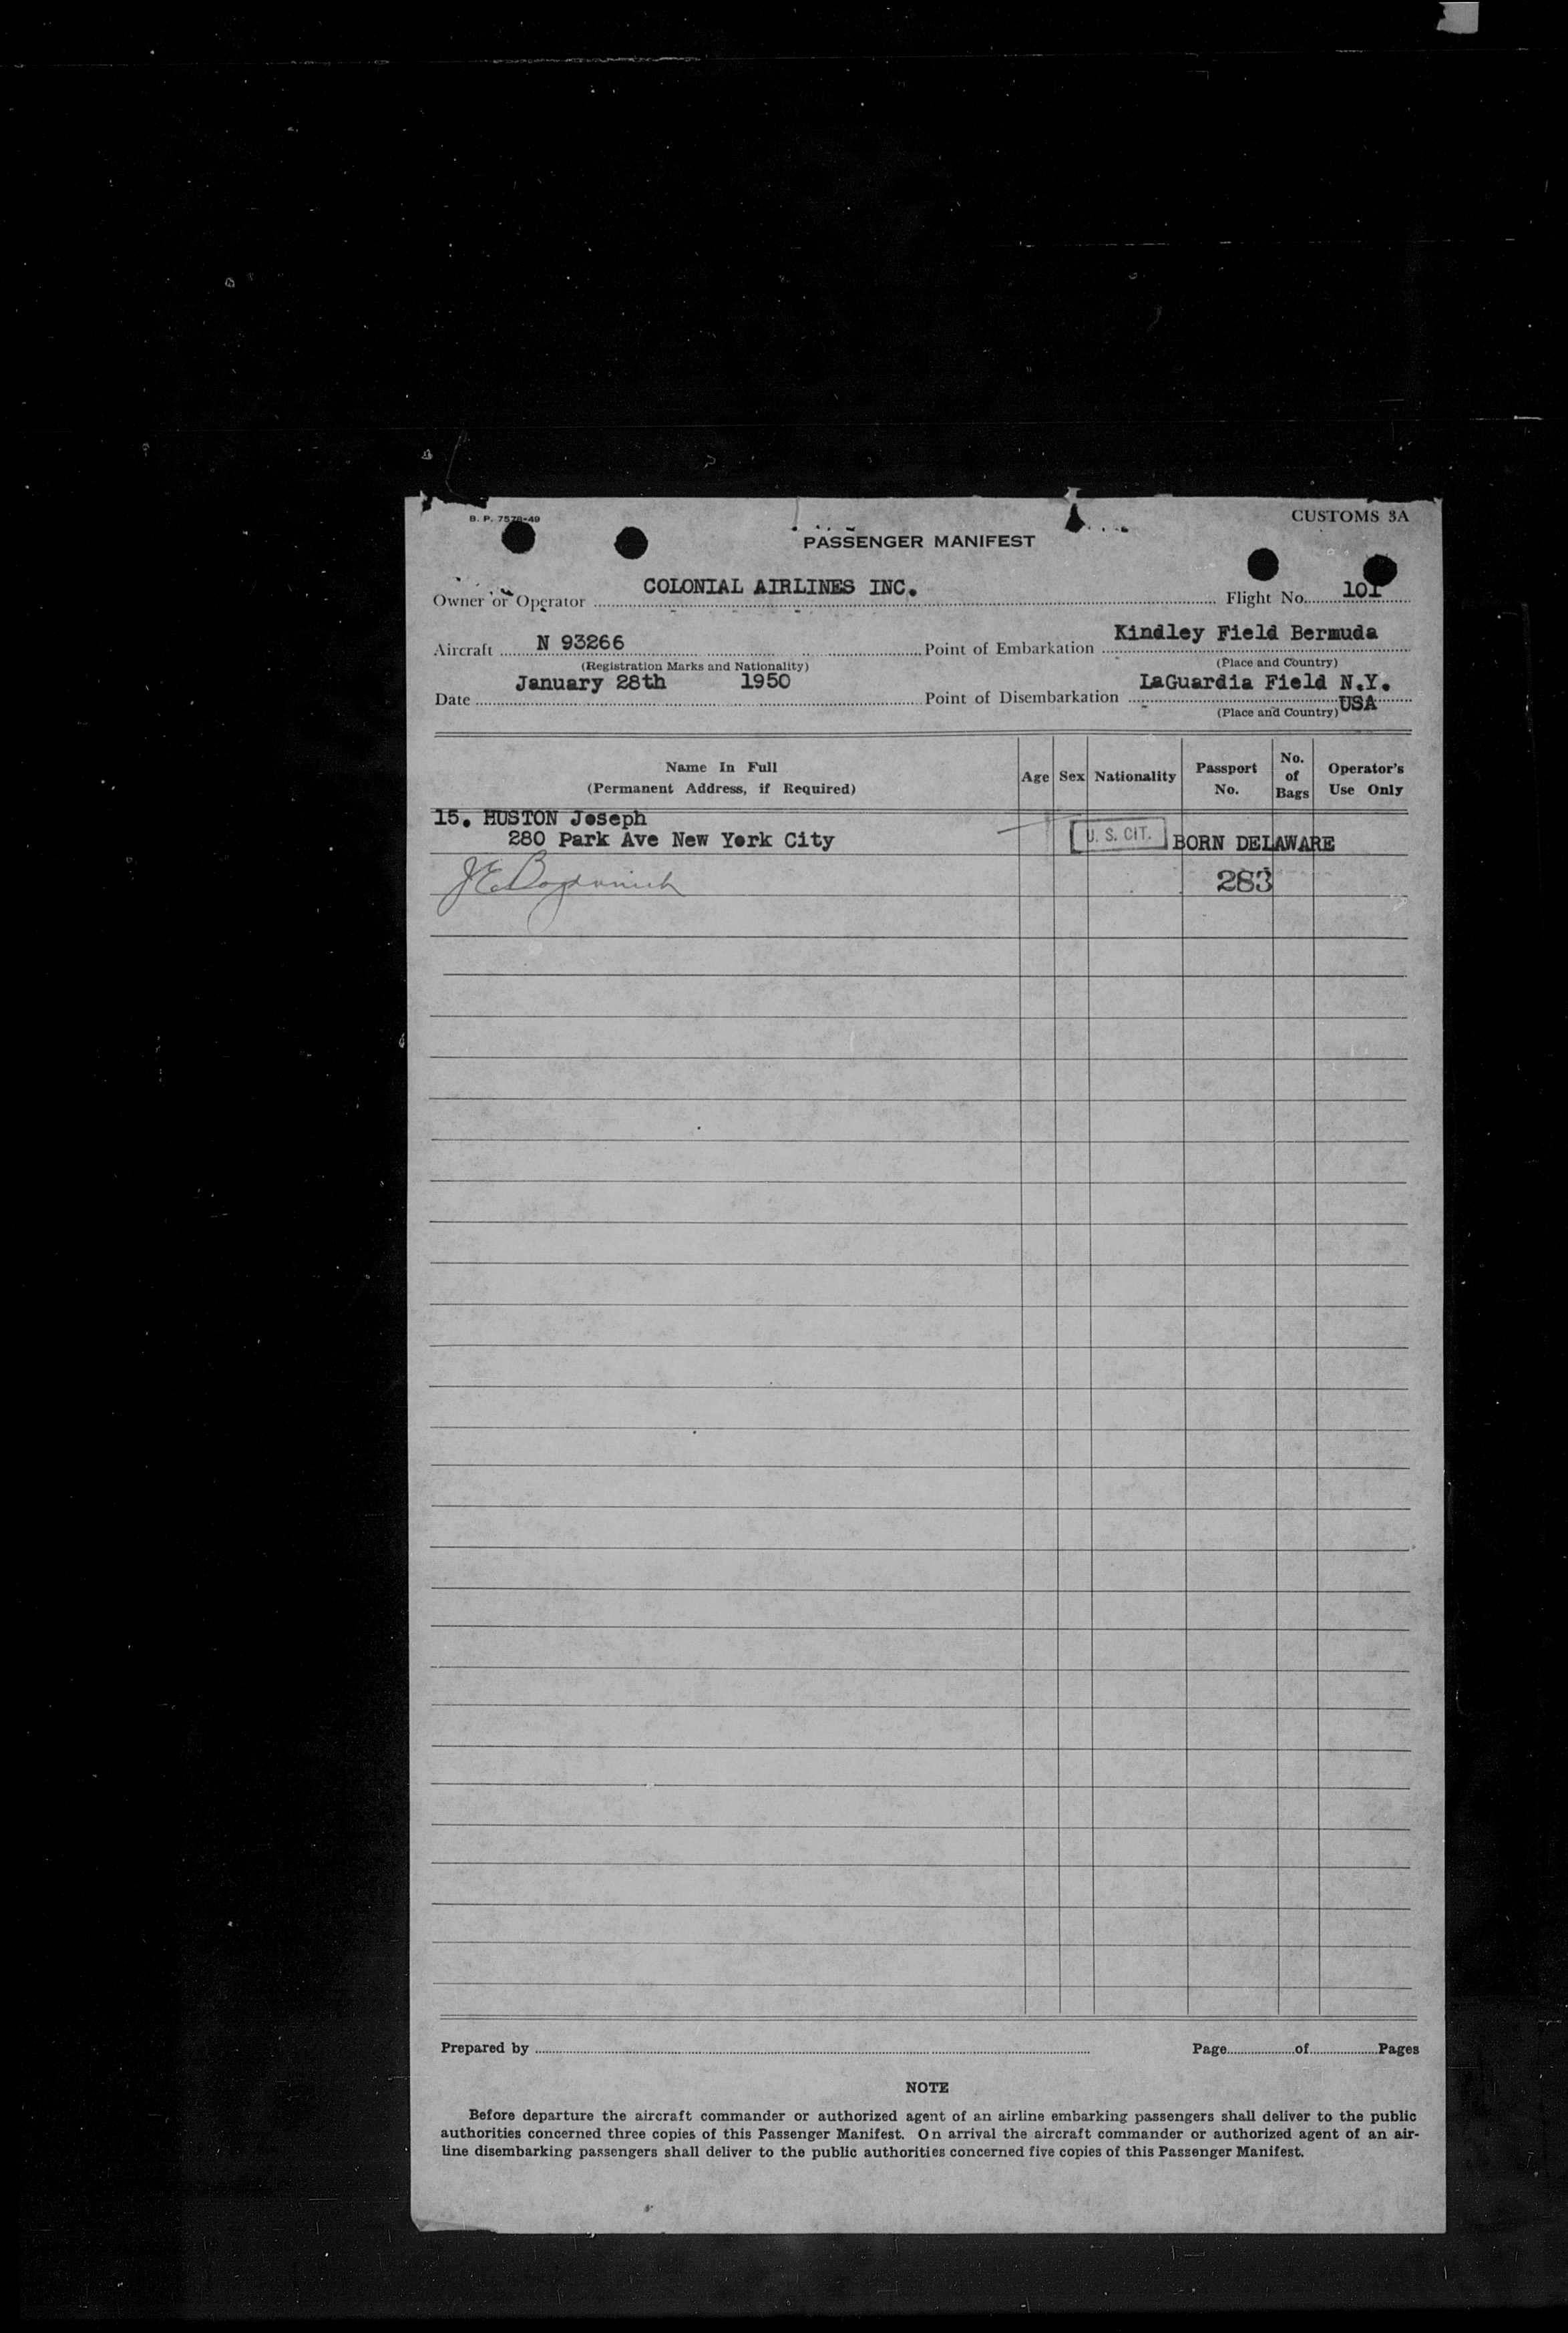 B. P. 7578-49
CUSTOMS 3A
PASSENGER MANIFEST
Owner or Operator COLONIAL AIRLINES INC. Flight No. 101
Aircraft N 93266 Point of Embarkation Kindley Field Bermuda
(Registration Marks and Nationality) (Place and Country)
Date January 28th 1950 Point of Disembarkation LaGuardia Field N.Y.
(Place and Country) USA
Name In Full (Permanent Address, if Required) Age Sex Nationality Passport No. No. of Bags Operator's Use Only
15. HUSTON Joseph
280 Park Ave New York City U. S. CIT. BORN DELAWARE
283
Prepared by Page of Pages
NOTE
Before departure the aircraft commander or authorized agent of an airline embarking passengers shall deliver to the public
authorities concerned three copies of this Passenger Manifest. On arrival the aircraft commander or authorized agent of an air-
line disembarking passengers shall deliver to the public authorities concerned five copies of this Passenger Manifest.